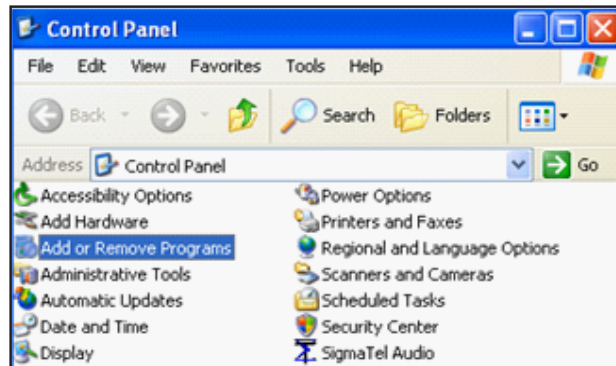 Control Panel
File Edit View Favorites Tools Help
Back Search Folders
Address Control Panel Go
Accessibility Options
Add Hardware
Add or Remove Programs
Administrative Tools
Automatic Updates
Date and Time
Display
Power Options
Printers and Faxes
Regional and Language Options
Scanners and Cameras
Scheduled Tasks
Security Center
SigmaTel Audio